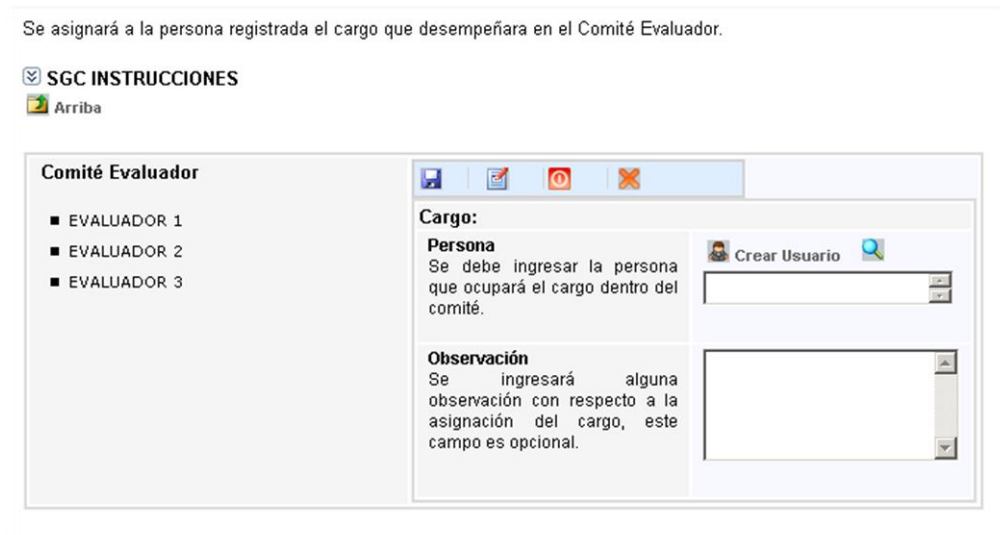 Se asignará a la persona registrada el cargo que desempeñara en el Comité Evaluador.
SGC INSTRUCCIONES
Arriba
Comité Evaluador
■ EVALUADOR 1
■ EVALUADOR 2
■ EVALUADOR 3
Cargo:
Persona
Se debe ingresar la persona
que ocupará el cargo dentro del
comité.
Crear Usuario
Observación
Se ingresará alguna
observación con respecto a la
asignación del cargo, este
campo es opcional.